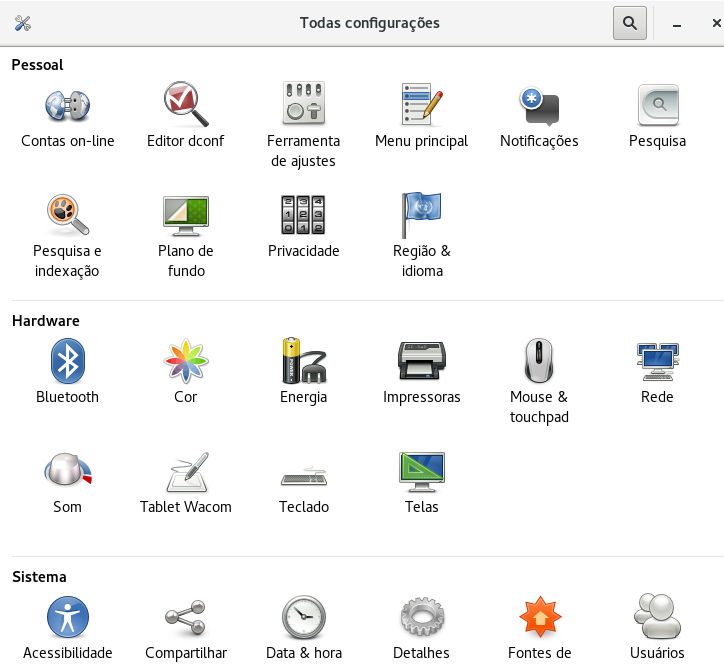 Todas configurações
Pessoal
Contas on-line
Editor dconf
Ferramenta
de ajustes
Menu principal
Notificações
Pesquisa
Pesquisa e
indexação
Plano de
fundo
Privacidade
Região &
idioma
Hardware
Bluetooth
Cor
Energia
Impressoras
Mouse &
touchpad
Rede
Som
Tablet Wacom
Teclado
Telas
Sistema
Acessibilidade
Compartilhar
Data & hora
Detalhes
Fontes de
Usuários